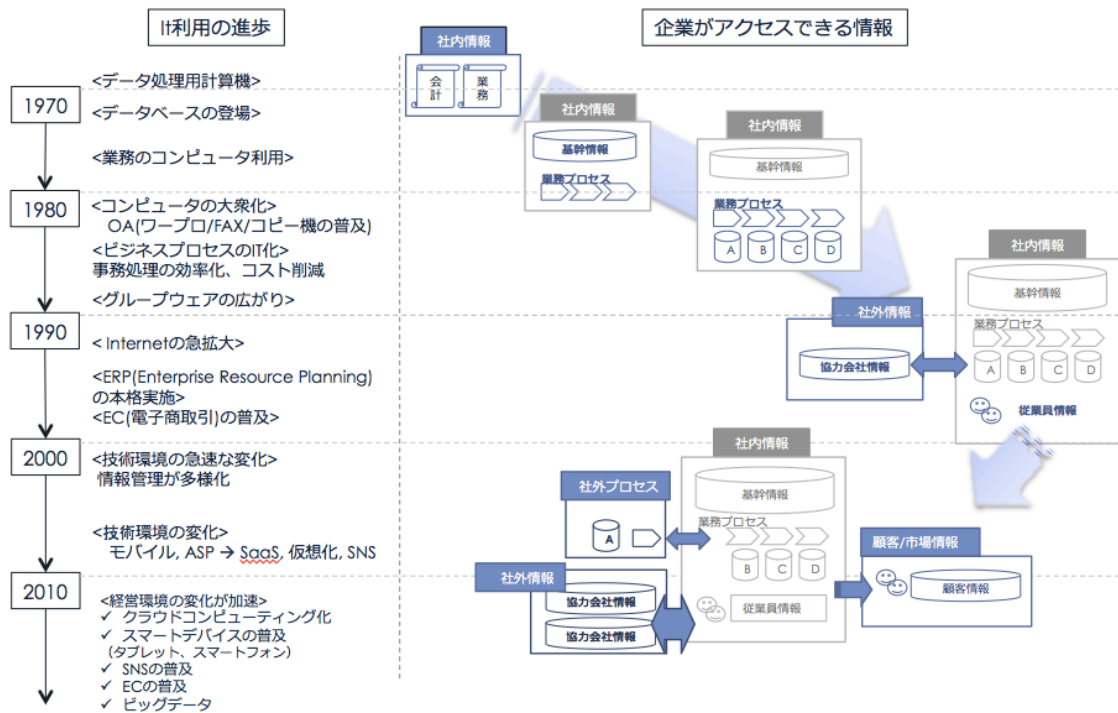 It利用の進歩
企業がアクセスできる情報
1970
<データ処理用計算機>
<データベースの登場>
<業務のコンピュータ利用>
1980
<コンピュータの大衆化>
OA(ワープロ/FAX/コピー機の普及)
<ビジネスプロセスのIT化>
事務処理の効率化、コスト削減
<グループウェアの広がり>
1990
< Internetの急拡大>
<ERP(Enterprise Resource Planning)
の本格実施>
<EC(電子商取引)の普及>
2000
<技術環境の急速な変化>
情報管理が多様化
<技術環境の変化>
モバイル, ASP → SaaS, 仮想化, SNS
2010
<経営環境の変化が加速>
✓ クラウドコンピューティング化
✓ スマートデバイスの普及
（タブレット、スマートフォン）
✓ SNSの普及
✓ ECの普及
✓ ビッグデータ
社内情報
会計
業務
社内情報
基幹情報
業務プロセス
社内情報
基幹情報
業務プロセス
A B C D
社外情報
協力会社情報
社内情報
基幹情報
業務プロセス
A B C D
従業員情報
社外プロセス
A
社外情報
協力会社情報
協力会社情報
社内情報
基幹情報
業務プロセス
B C D
従業員情報
顧客/市場情報
顧客情報